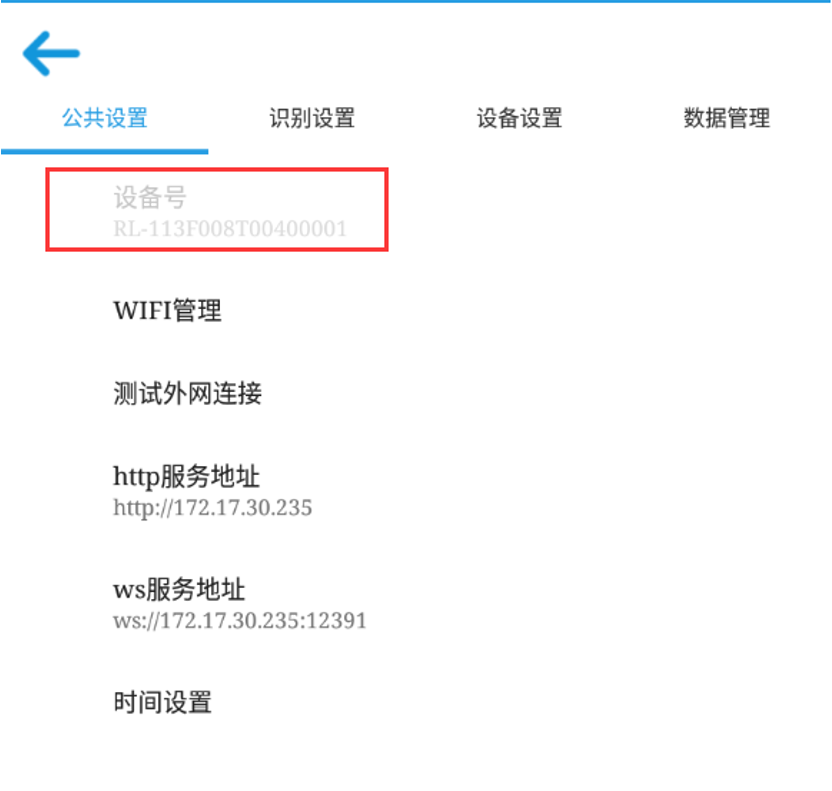 公共设置 识别设置 设备设置 数据管理
设备号
RL-113F008T00400001
WIFI管理
测试外网连接
http服务地址
http://172.17.30.235
ws服务地址
ws://172.17.30.235:12391
时间设置